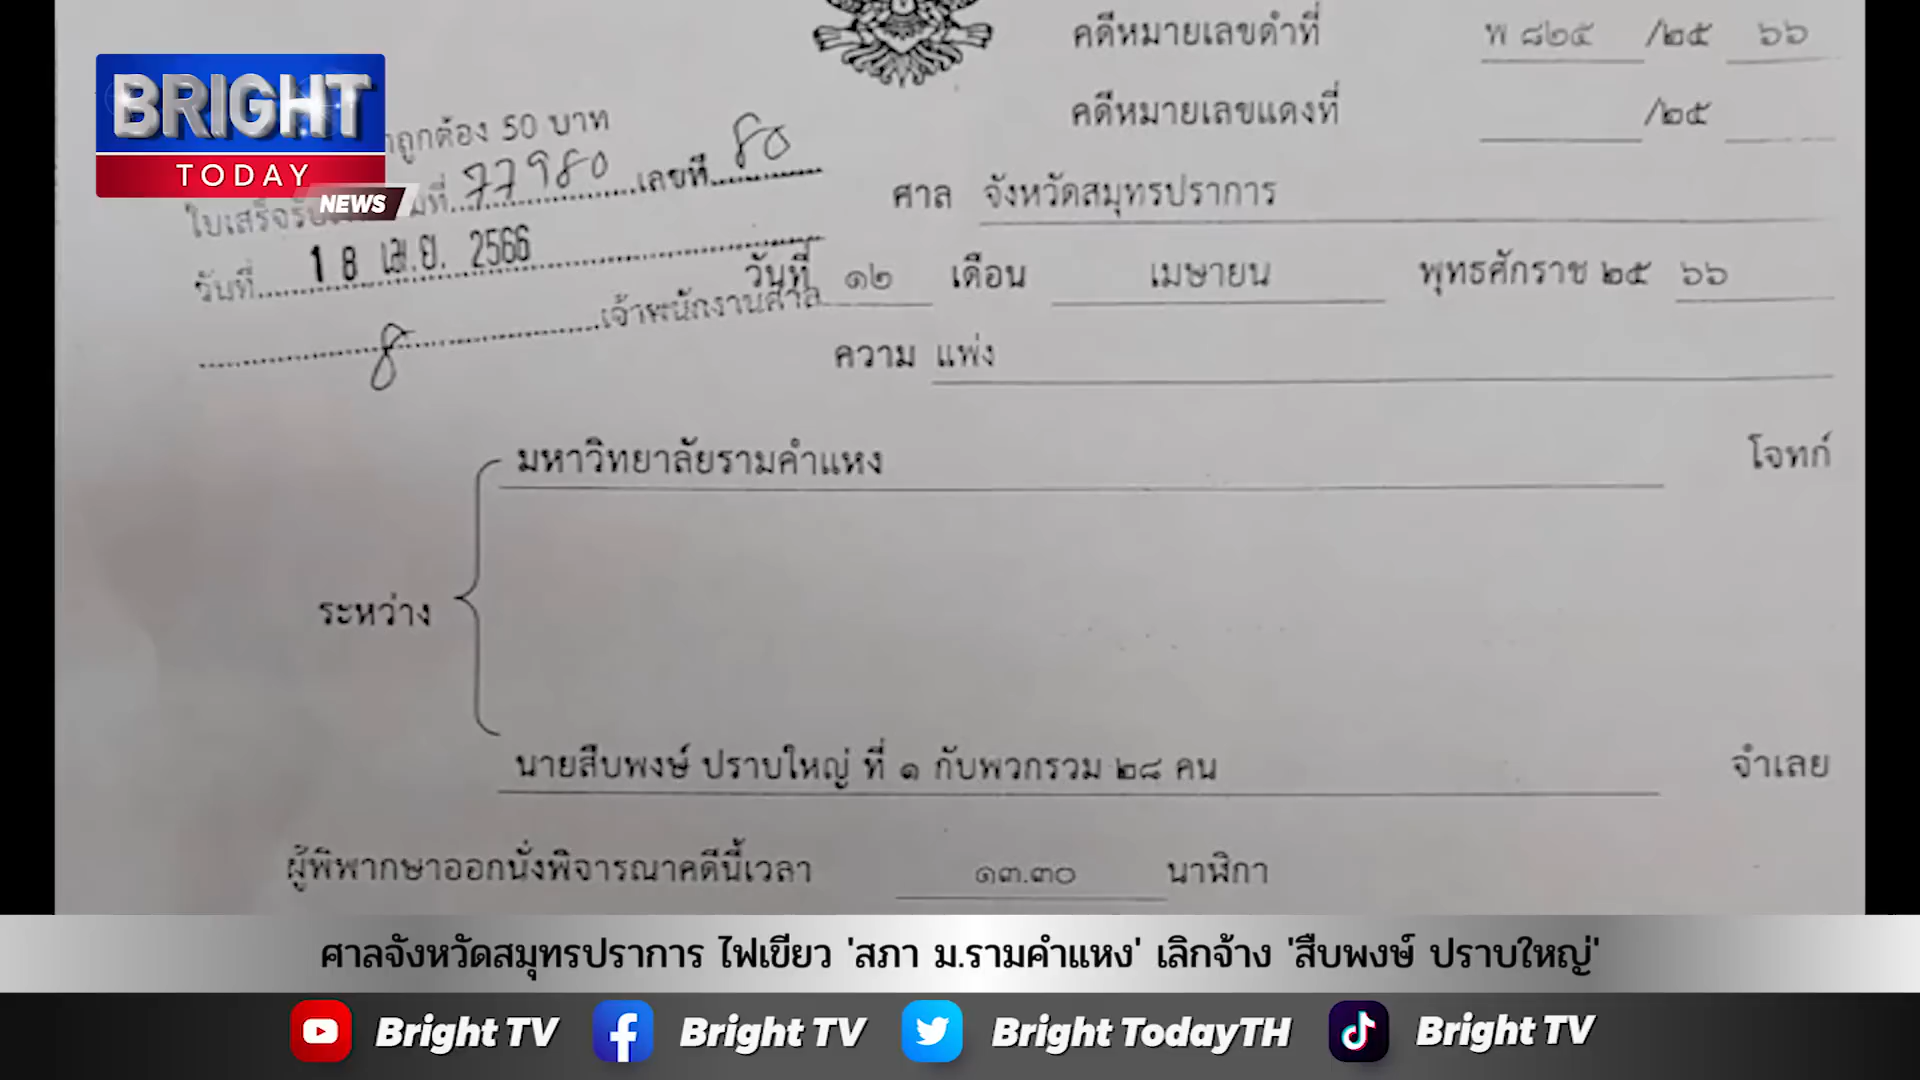 คดีหมายเลขดำที่ พ ๘๒๕ /๒๕ ๖๖
BRIGHT
TODAY
NEWS
คดีหมายเลขแดงที่ /๒๕
ถูกต้อง 50 บาท
ที่ 77980 เลขที่ 80
ศาล จังหวัดสมุทรปราการ
วันที่ 18 เม.ย. 2566
วันที่ ๑๒ เดือน เมษายน พุทธศักราช ๒๕ ๖๖
เจ้าพนักงานศาล
ความ แพ่ง
มหาวิทยาลัยรามคำแหง โจทก์
ระหว่าง
นายสืบพงษ์ ปราบใหญ่ ที่ ๑ กับพวกรวม ๒๘ คน จำเลย
ผู้พิพากษาออกนั่งพิจารณาคดีนี้เวลา ๑๓.๓๐ นาฬิกา
ศาลจังหวัดสมุทรปราการ ไฟเขียว 'สภา ม.รามคำแหง' เลิกจ้าง 'สืบพงษ์ ปราบใหญ่'
Bright TV Bright TV Bright TodayTH Bright TV